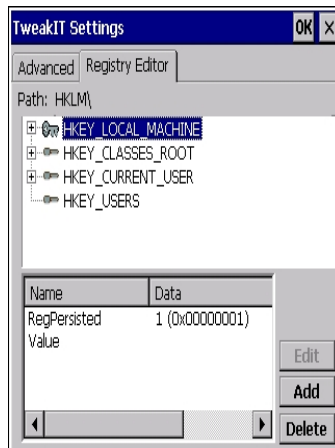 TweakIT Settings OK ×
Advanced Registry Editor
Path: HKLM\
HKEY_LOCAL_MACHINE
HKEY_CLASSES_ROOT
HKEY_CURRENT_USER
HKEY_USERS
Name Data
RegPersisted 1 (0x00000001)
Value
Edit
Add
Delete